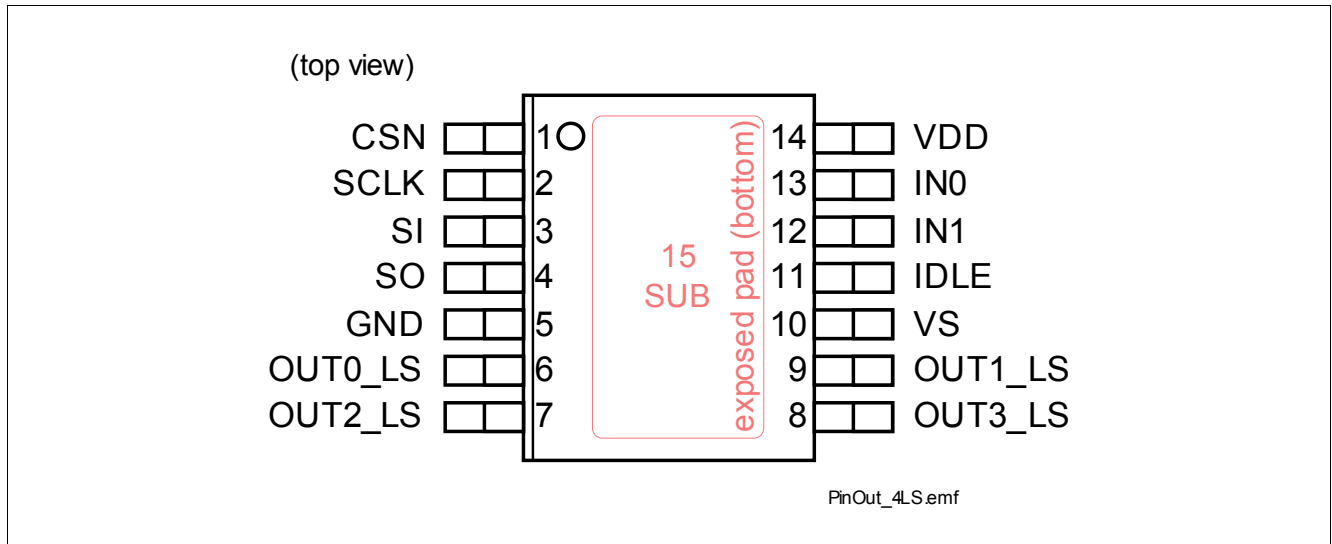 (top view)
CSN 1 14 VDD
SCLK 2 13 IN0
SI 3 12 IN1
SO 4 11 IDLE
GND 5 10 VS
OUT0_LS 6 9 OUT1_LS
OUT2_LS 7 8 OUT3_LS
15
SUB
exposed pad (bottom)
PinOut_4LS.emf